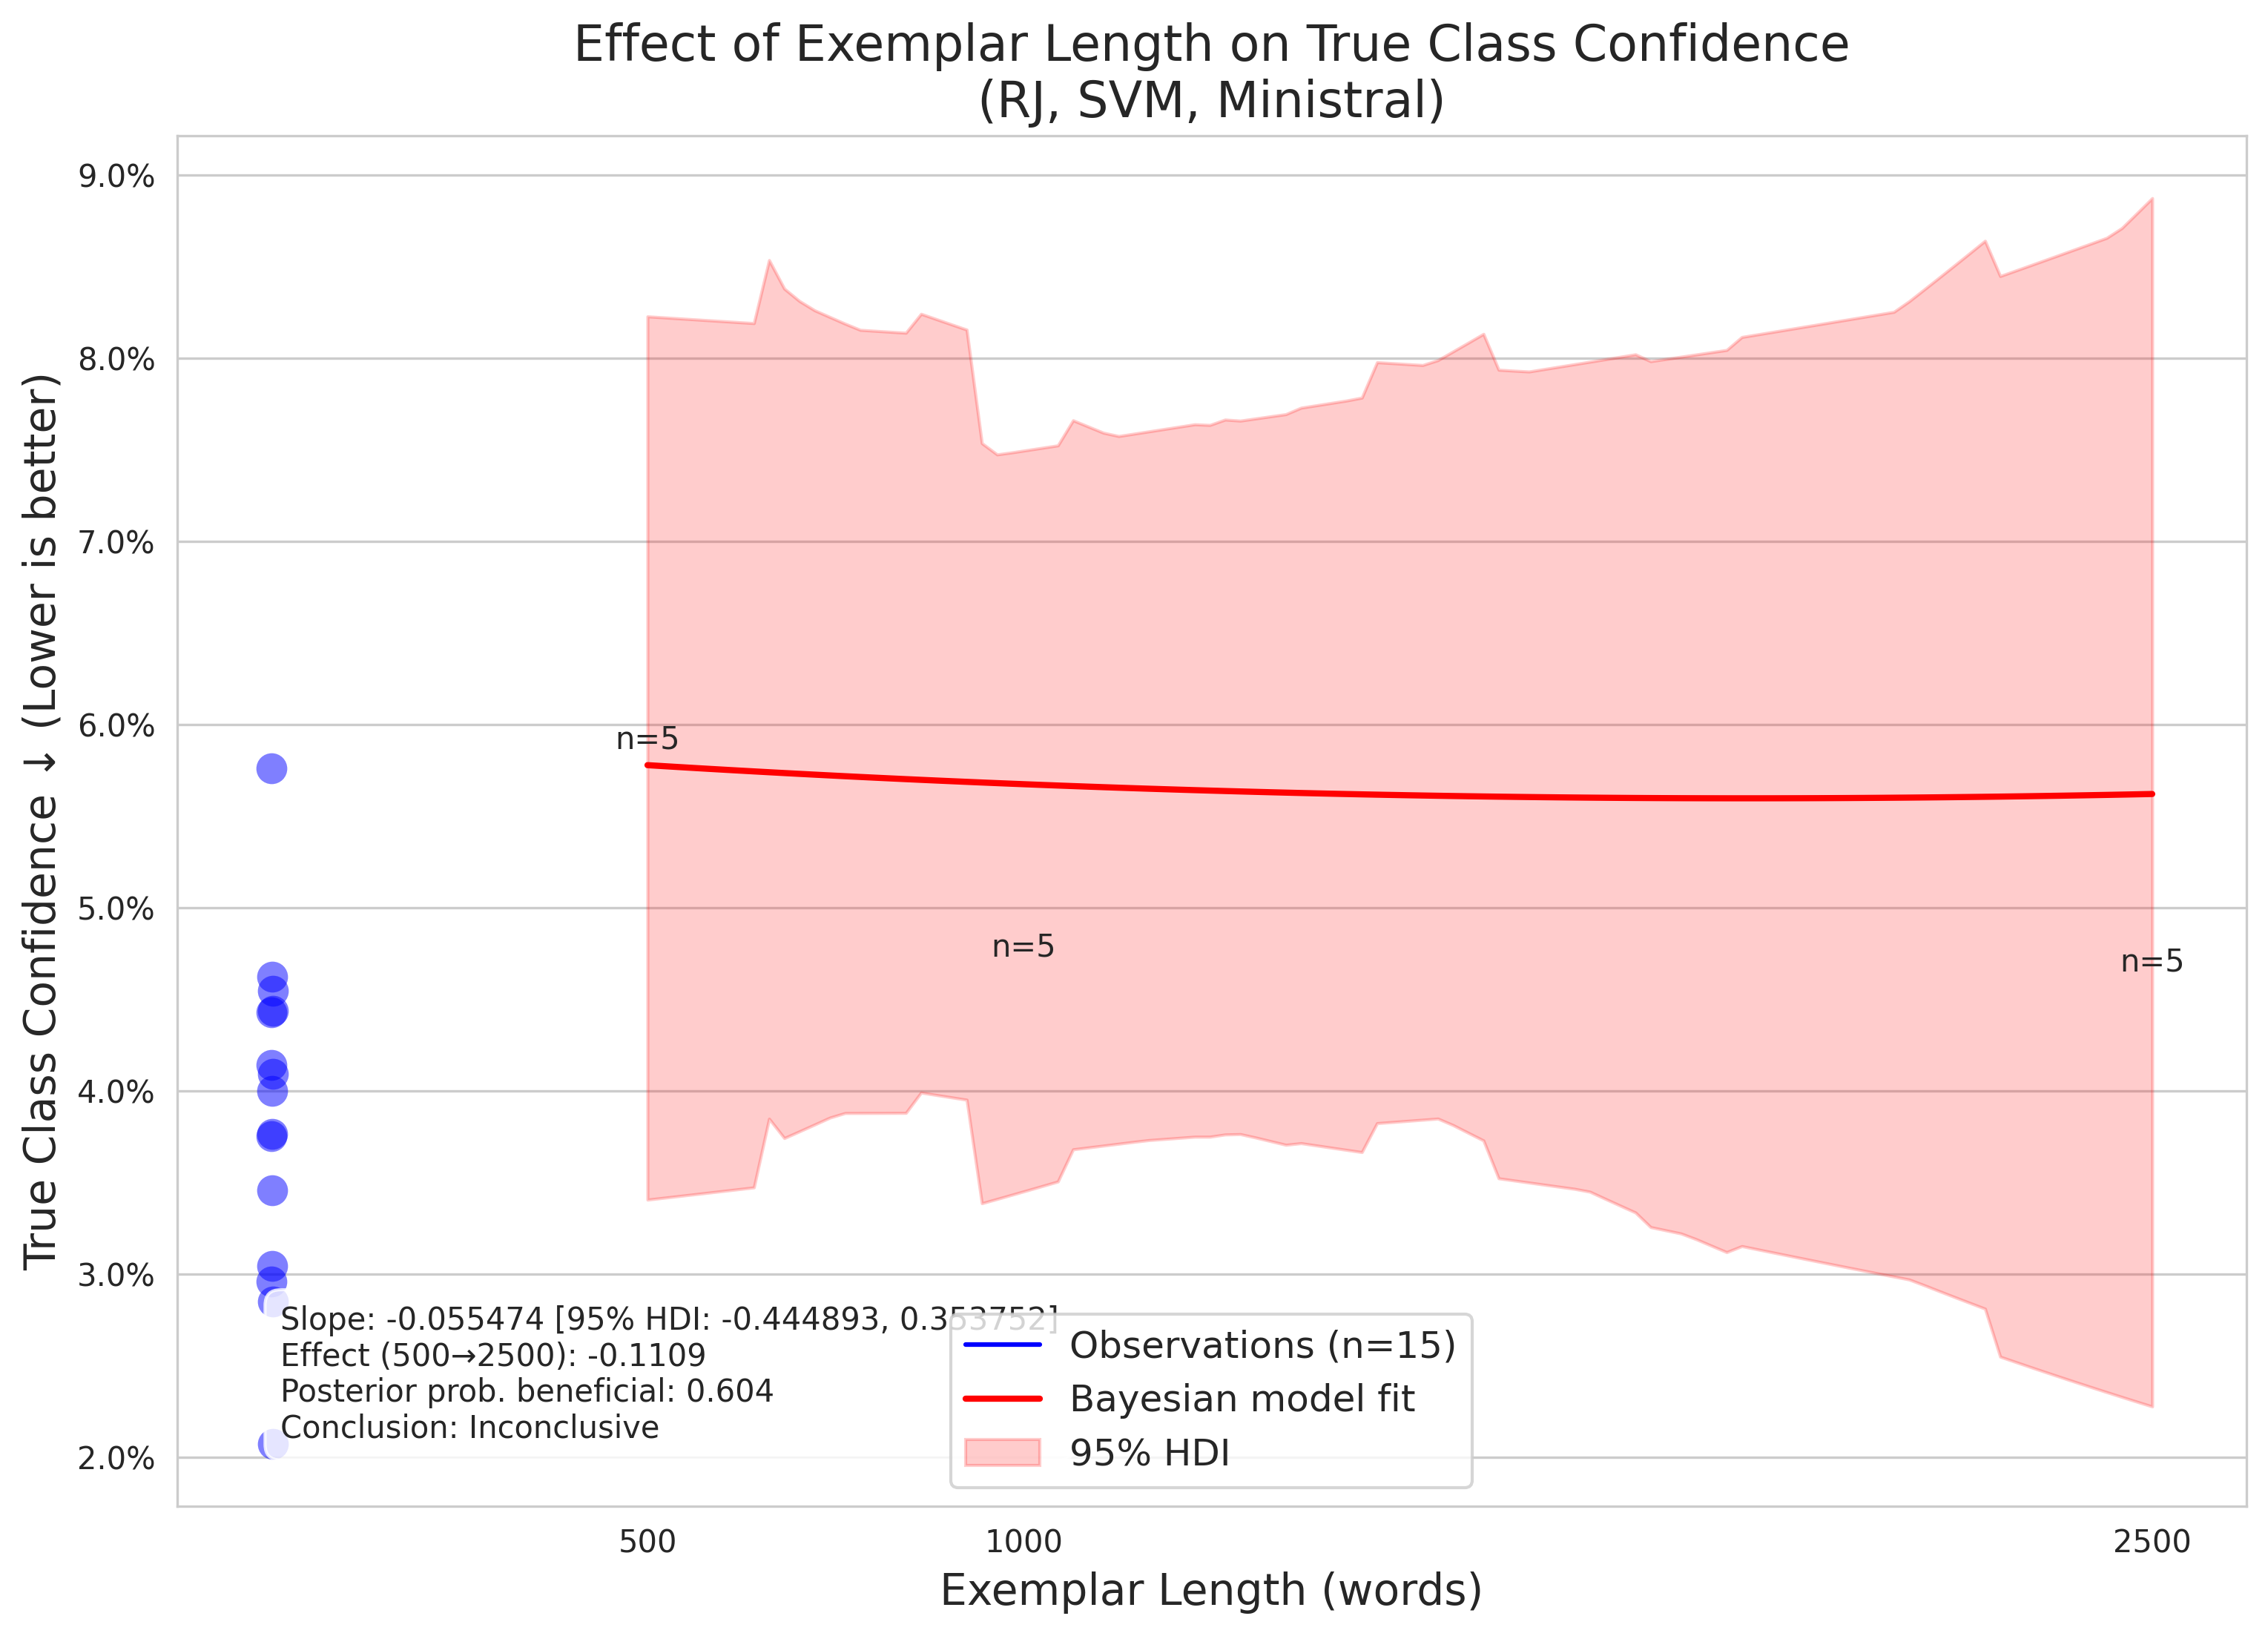 Effect of Exemplar Length on True Class Confidence
(RJ, SVM, Ministral)
True Class Confidence ↓ (Lower is better)
9.0%
8.0%
7.0%
6.0%
5.0%
4.0%
3.0%
2.0%
n=5
n=5
n=5
Slope: -0.055474 [95% HDI: -0.444893, 0.353752]
Effect (500→2500): -0.1109
Posterior prob. beneficial: 0.604
Conclusion: Inconclusive
Observations (n=15)
Bayesian model fit
95% HDI
500
1000
2500
Exemplar Length (words)